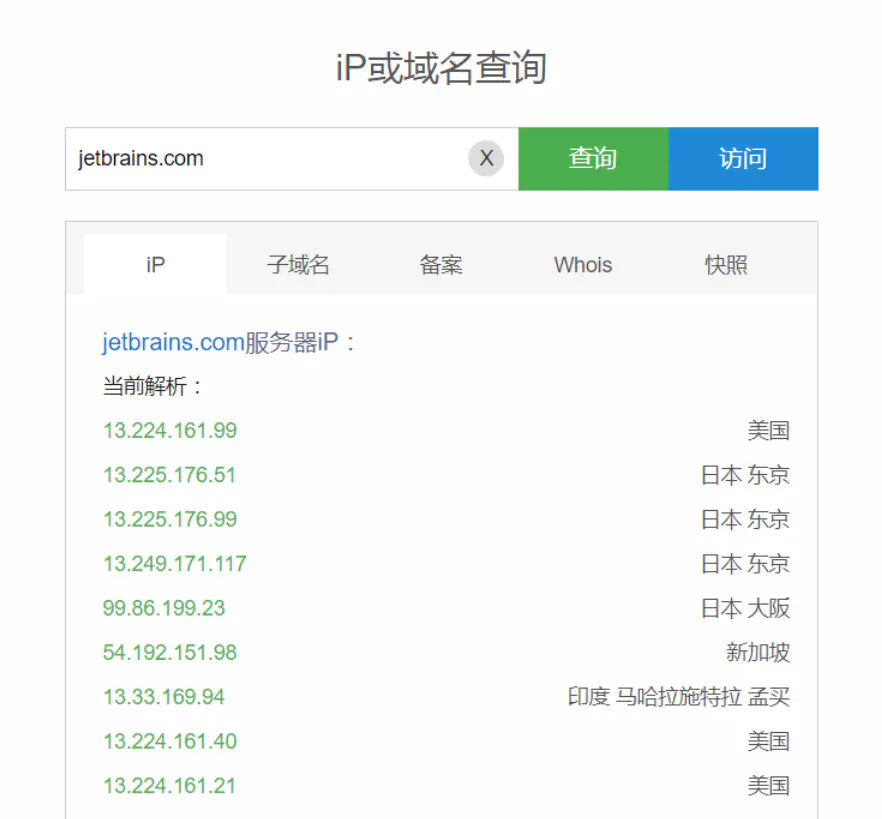 iP或域名查询
jetbrains.com X 查询 访问
iP 子域名 备案 Whois 快照
jetbrains.com服务器iP：
当前解析：
13.224.161.99 美国
13.225.176.51 日本 东京
13.225.176.99 日本 东京
13.249.171.117 日本 东京
99.86.199.23 日本 大阪
54.192.151.98 新加坡
13.33.169.94 印度 马哈拉施特拉 孟买
13.224.161.40 美国
13.224.161.21 美国